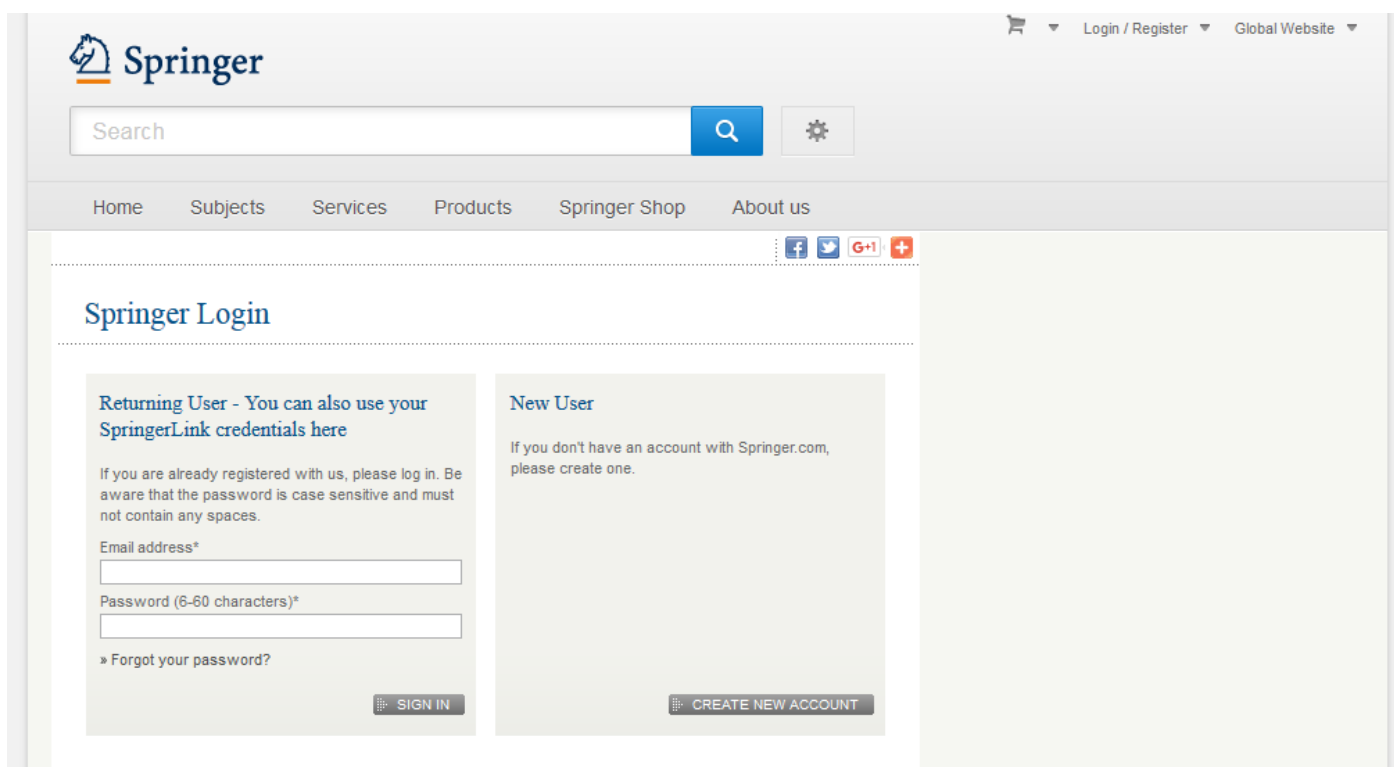 Login / Register
Global Website
Springer
Search
Home Subjects Services Products Springer Shop About us
G+1
Springer Login
Returning User - You can also use your
SpringerLink credentials here
If you are already registered with us, please log in. Be
aware that the password is case sensitive and must
not contain any spaces.
Email address*
Password (6-60 characters)*
» Forgot your password?
SIGN IN
New User
If you don't have an account with Springer.com,
please create one.
CREATE NEW ACCOUNT